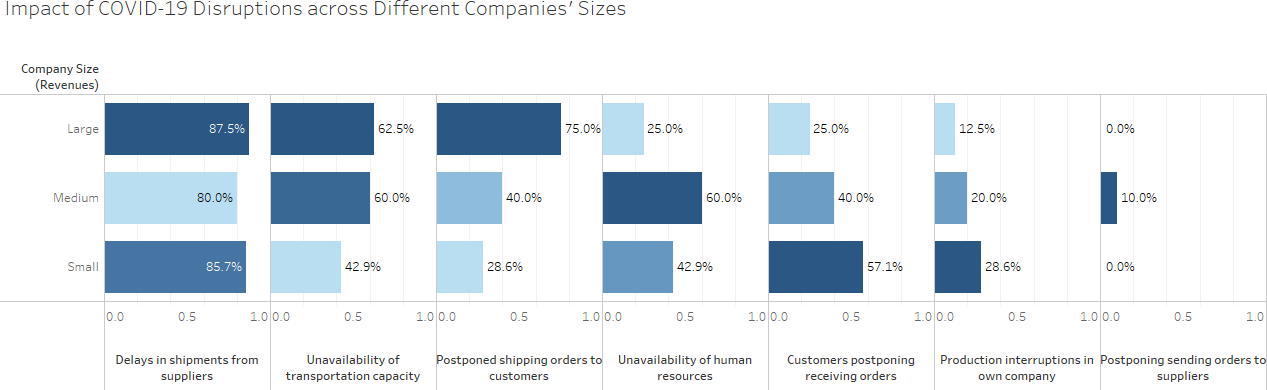 Impact of COVID-19 Disruptions across Different Companies' Sizes
Company Size
(Revenues)
Large 87.5% 62.5% 75.0% 25.0% 25.0% 12.5% 0.0%
Medium 80.0% 60.0% 40.0% 60.0% 40.0% 20.0% 10.0%
Small 85.7% 42.9% 28.6% 42.9% 57.1% 28.6% 0.0%
0.0 0.5 1.0 0.0 0.5 1.0 0.0 0.5 1.0 0.0 0.5 1.0 0.0 0.5 1.0 0.0 0.5 1.0 0.0 0.5 1.0
Delays in shipments from Unavailability of Postponed shipping orders to Unavailability of human Customers postponing Production interruptions in Postponing sending orders to
suppliers transportation capacity customers resources receiving orders own company suppliers